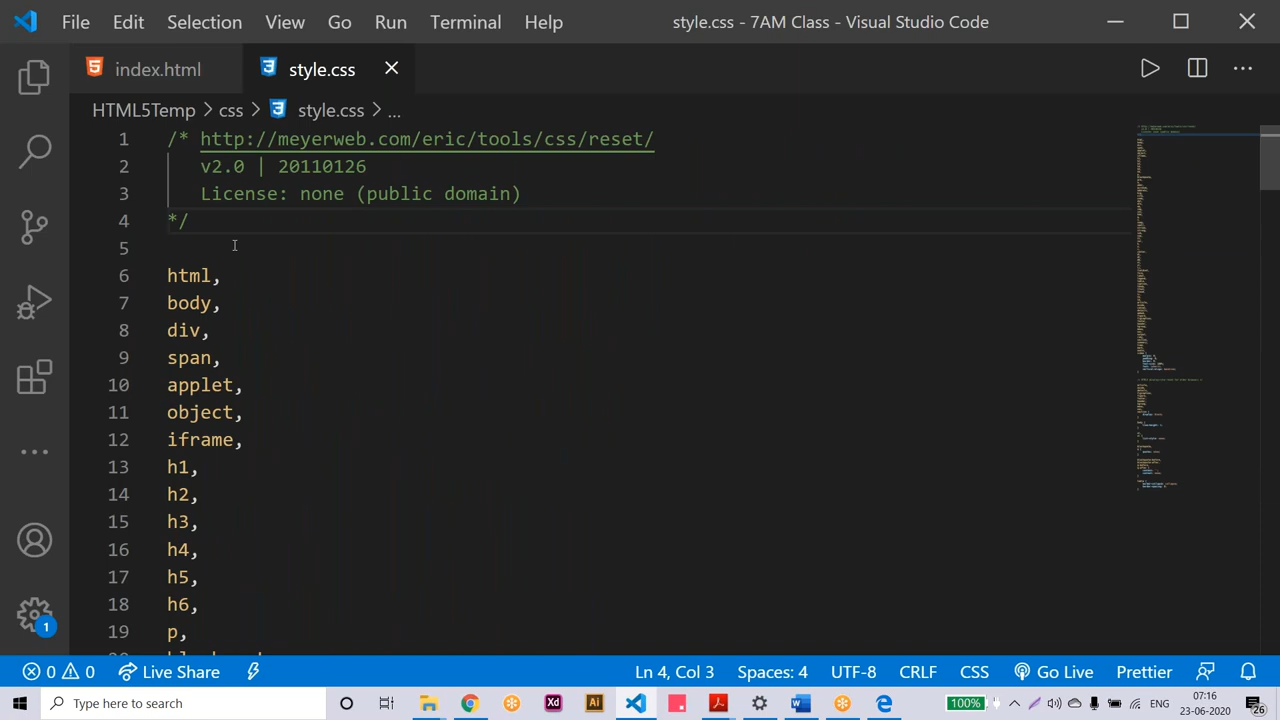 File Edit Selection View Go Run Terminal Help style.css - 7AM Class - Visual Studio Code
index.html style.css
HTML5Temp > css > style.css > ...
1 /* http://meyerweb.com/eric/tools/css/reset/
2 v2.0 | 20110126
3 License: none (public domain)
4 */
5
6 html,
7 body,
8 div,
9 span,
10 applet,
11 object,
12 iframe,
13 h1,
14 h2,
15 h3,
16 h4,
17 h5,
18 h6,
19 p,
1
0 0 Live Share Ln 4, Col 3 Spaces: 4 UTF-8 CRLF CSS Go Live Prettier
Type here to search Xd Ai 100% ENG 07:16
23-06-2020 26